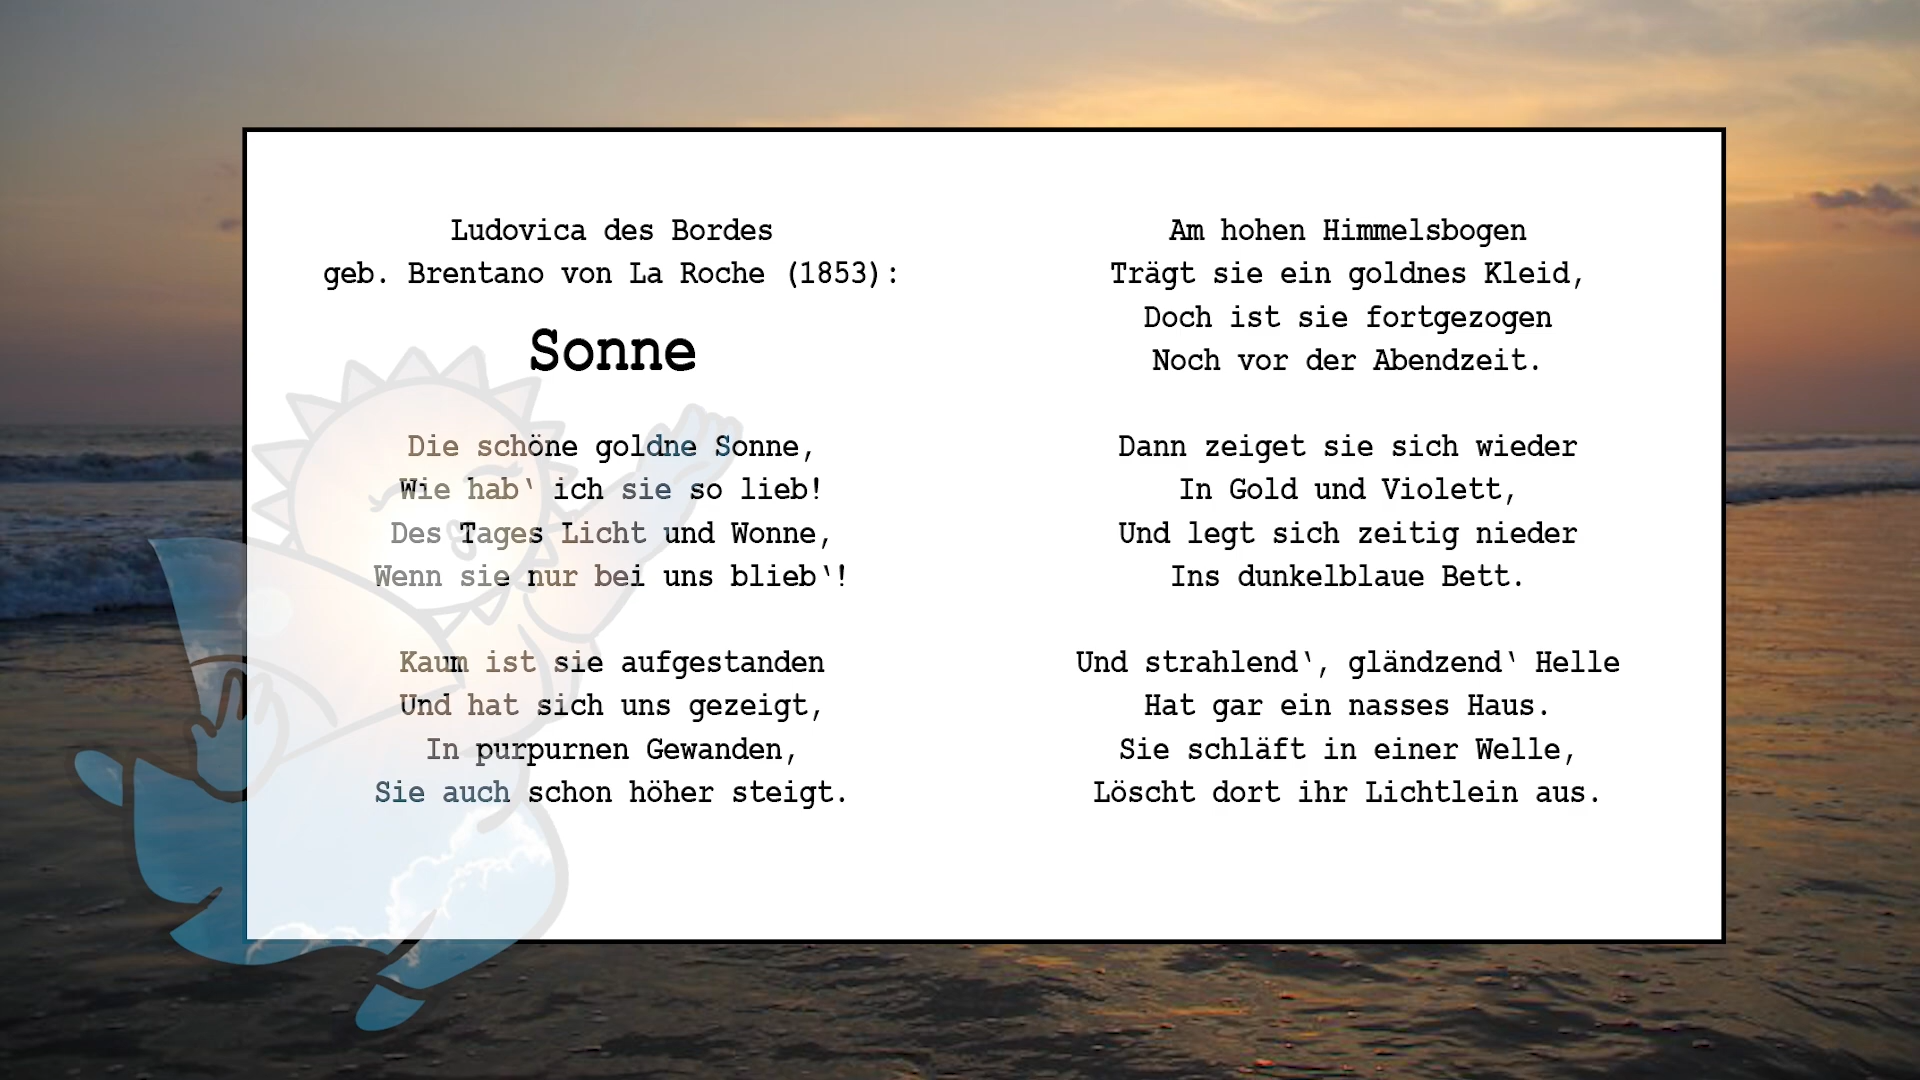 Ludovica des Bordes
geb. Brentano von La Roche (1853):
Sonne
Die schöne goldne Sonne,
Wie hab‛ ich sie so lieb!
Des Tages Licht und Wonne,
Wenn sie nur bei uns blieb‛!
Kaum ist sie aufgestanden
Und hat sich uns gezeigt,
In purpurnen Gewanden,
Sie auch schon höher steigt.
Am hohen Himmelsbogen
Trägt sie ein goldnes Kleid,
Doch ist sie fortgezogen
Noch vor der Abendzeit.
Dann zeiget sie sich wieder
In Gold und Violett,
Und legt sich zeitig nieder
Ins dunkelblaue Bett.
Und strahlend‛, gländzend‛ Helle
Hat gar ein nasses Haus.
Sie schläft in einer Welle,
Löscht dort ihr Lichtlein aus.